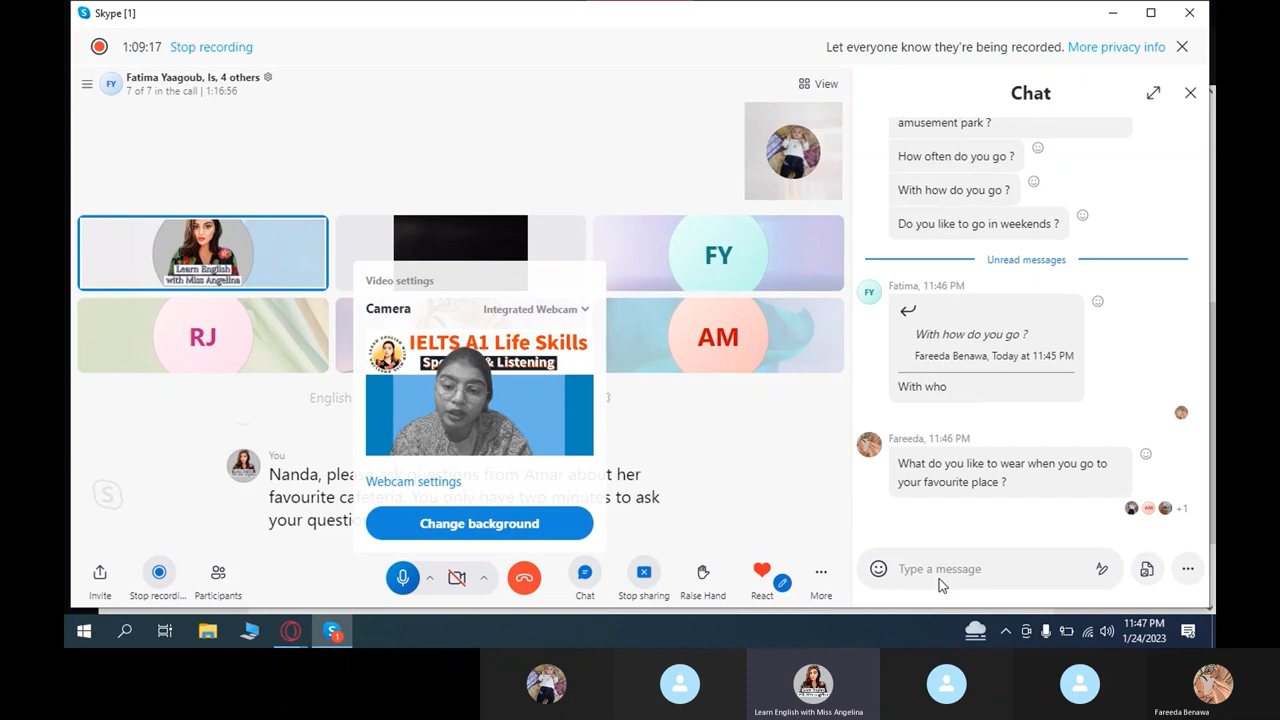 Skype [1]
1:09:17 Stop recording
Let everyone know they're being recorded. More privacy info
FY
Fatima Yaagoub, Is, 4 others
7 of 7 in the call | 1:16:56
View
Chat
amusement park ?
How often do you go ?
With how do you go ?
Do you like to go in weekends ?
Unread messages
FY
Fatima, 11:46 PM
With how do you go ?
Fareeda Benawa, Today at 11:45 PM
With who
Fareeda, 11:46 PM
What do you like to wear when you go to
your favourite place ?
AM
+1
Learn English
with Miss Angelina
FY
RJ
AM
Video settings
Camera
Integrated Webcam
IELTS A1 Life Skills
& Listening
English
3
You
Nanda, please ask questions from Amar about her
favourite cafeteria. You only have two minutes to ask
your questi
Webcam settings
Change background
Invite
Stop recordi...
Participants
Chat
Stop sharing
Raise Hand
React
More
Type a message
1
11:47 PM
1/24/2023
Learn English with Miss Angelina
Fareeda Benawa